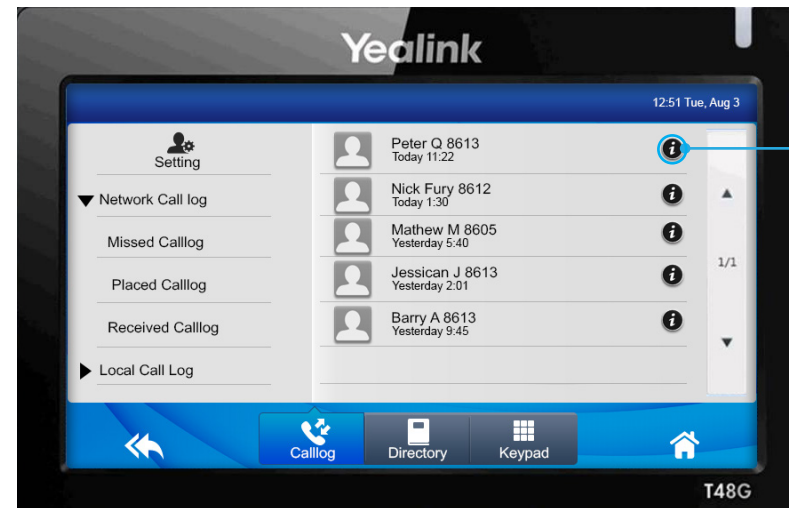 Yealink
12:51 Tue, Aug 3
Setting
Network Call log
Missed Calllog
Placed Calllog
Received Calllog
Local Call Log
Peter Q 8613
Today 11:22
Nick Fury 8612
Today 1:30
Mathew M 8605
Yesterday 5:40
Jessican J 8613
Yesterday 2:01
Barry A 8613
Yesterday 9:45
1/1
Calllog
Directory
Keypad
T48G